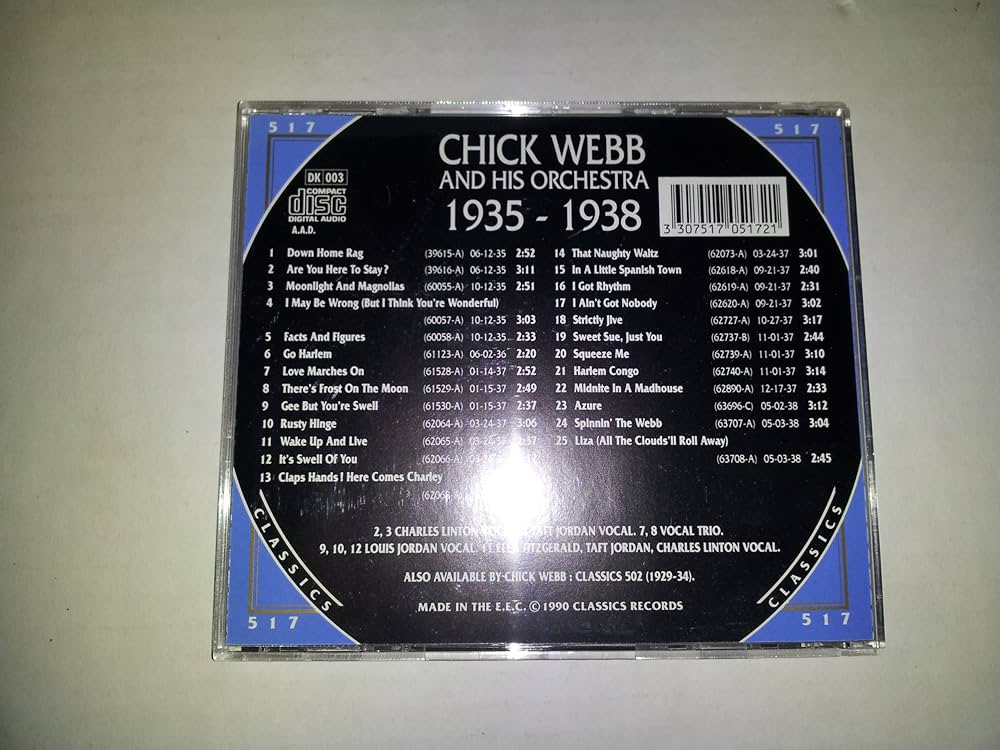 517
517
CHICK WEBB
AND HIS ORCHESTRA
1935 - 1938
DK 003
COMPACT
disc
DIGITAL AUDIO
A.A.D.
3 307517 051721
1 Down Home Rag (39615-A) 06-12-35 2:52
2 Are You Here To Stay? (39616-A) 06-12-35 3:11
3 Moonlight And Magnolias (60055-A) 10-12-35 2:51
4 I May Be Wrong (But I Think You're Wonderful)
(60057-A) 10-12-35 3:03
5 Facts And Figures (60058-A) 10-12-35 2:33
6 Go Harlem (61123-A) 06-02-36 2:20
7 Love Marches On (61528-A) 01-14-37 2:52
8 There's Frost On The Moon (61529-A) 01-15-37 2:49
9 Gee But You're Swell (61530-A) 01-15-37 2:37
10 Rusty Hinge (62064-A) 03-24-37 3:06
11 Wake Up And Live (62065-A) 03-24-
12 It's Swell Of You (62066-A)
13 Claps Hands! Here Comes Charley
14 That Naughty Waltz (62073-A) 03-24-37 3:01
15 In A Little Spanish Town (62618-A) 09-21-37 2:40
16 I Got Rhythm (62619-A) 09-21-37 2:31
17 I Ain't Got Nobody (62620-A) 09-21-37 3:02
18 Strictly Jive (62727-A) 10-27-37 3:17
19 Sweet Sue, Just You (62737-B) 11-01-37 2:44
20 Squeeze Me (62739-A) 11-01-37 3:10
21 Harlem Congo (62740-A) 11-01-37 3:14
22 Midnite In A Madhouse (62890-A) 12-17-37 2:33
23 Azure (63696-C) 05-02-38 3:12
24 Spinnin' The Webb (63707-A) 05-03-38 3:04
25 Liza (All The Clouds'll Roll Away)
(63708-A) 05-03-38 2:45
2, 3 CHARLES LINTON TAFT JORDAN VOCAL. 7, 8 VOCAL TRIO.
9, 10, 12 LOUIS JORDAN VOCAL. 11 ELLA FITZGERALD, TAFT JORDAN, CHARLES LINTON VOCAL.
ALSO AVAILABLE BY CHICK WEBB : CLASSICS 502 (1929-34).
MADE IN THE E.E.C. © 1990 CLASSICS RECORDS
CLASSICS
CLASSICS
517
517